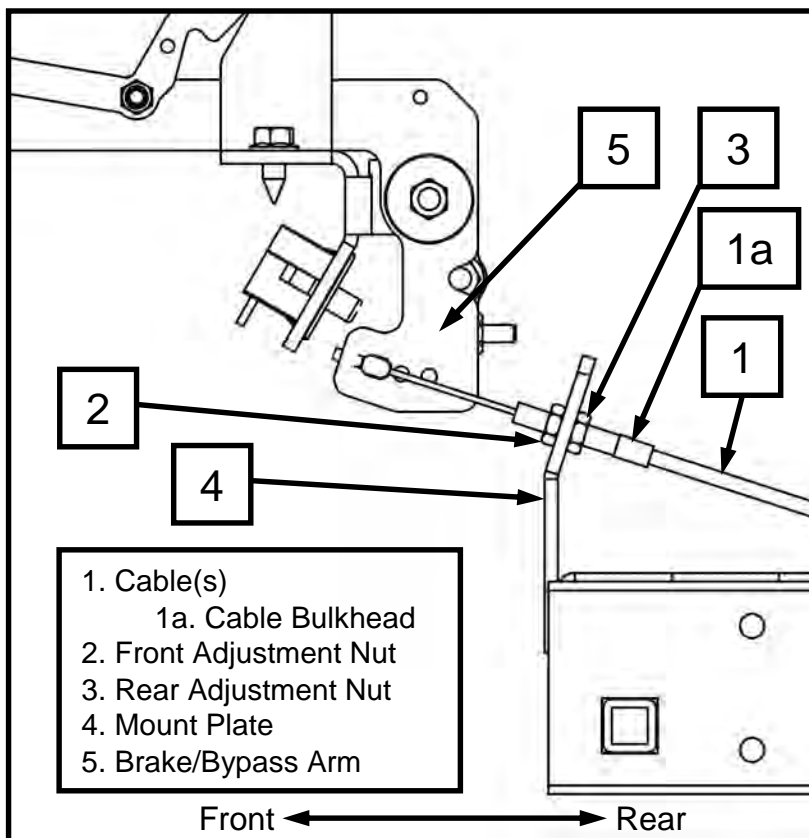 5
3
1a
1
2
4
1. Cable(s)
1a. Cable Bulkhead
2. Front Adjustment Nut
3. Rear Adjustment Nut
4. Mount Plate
5. Brake/Bypass Arm
Front Rear